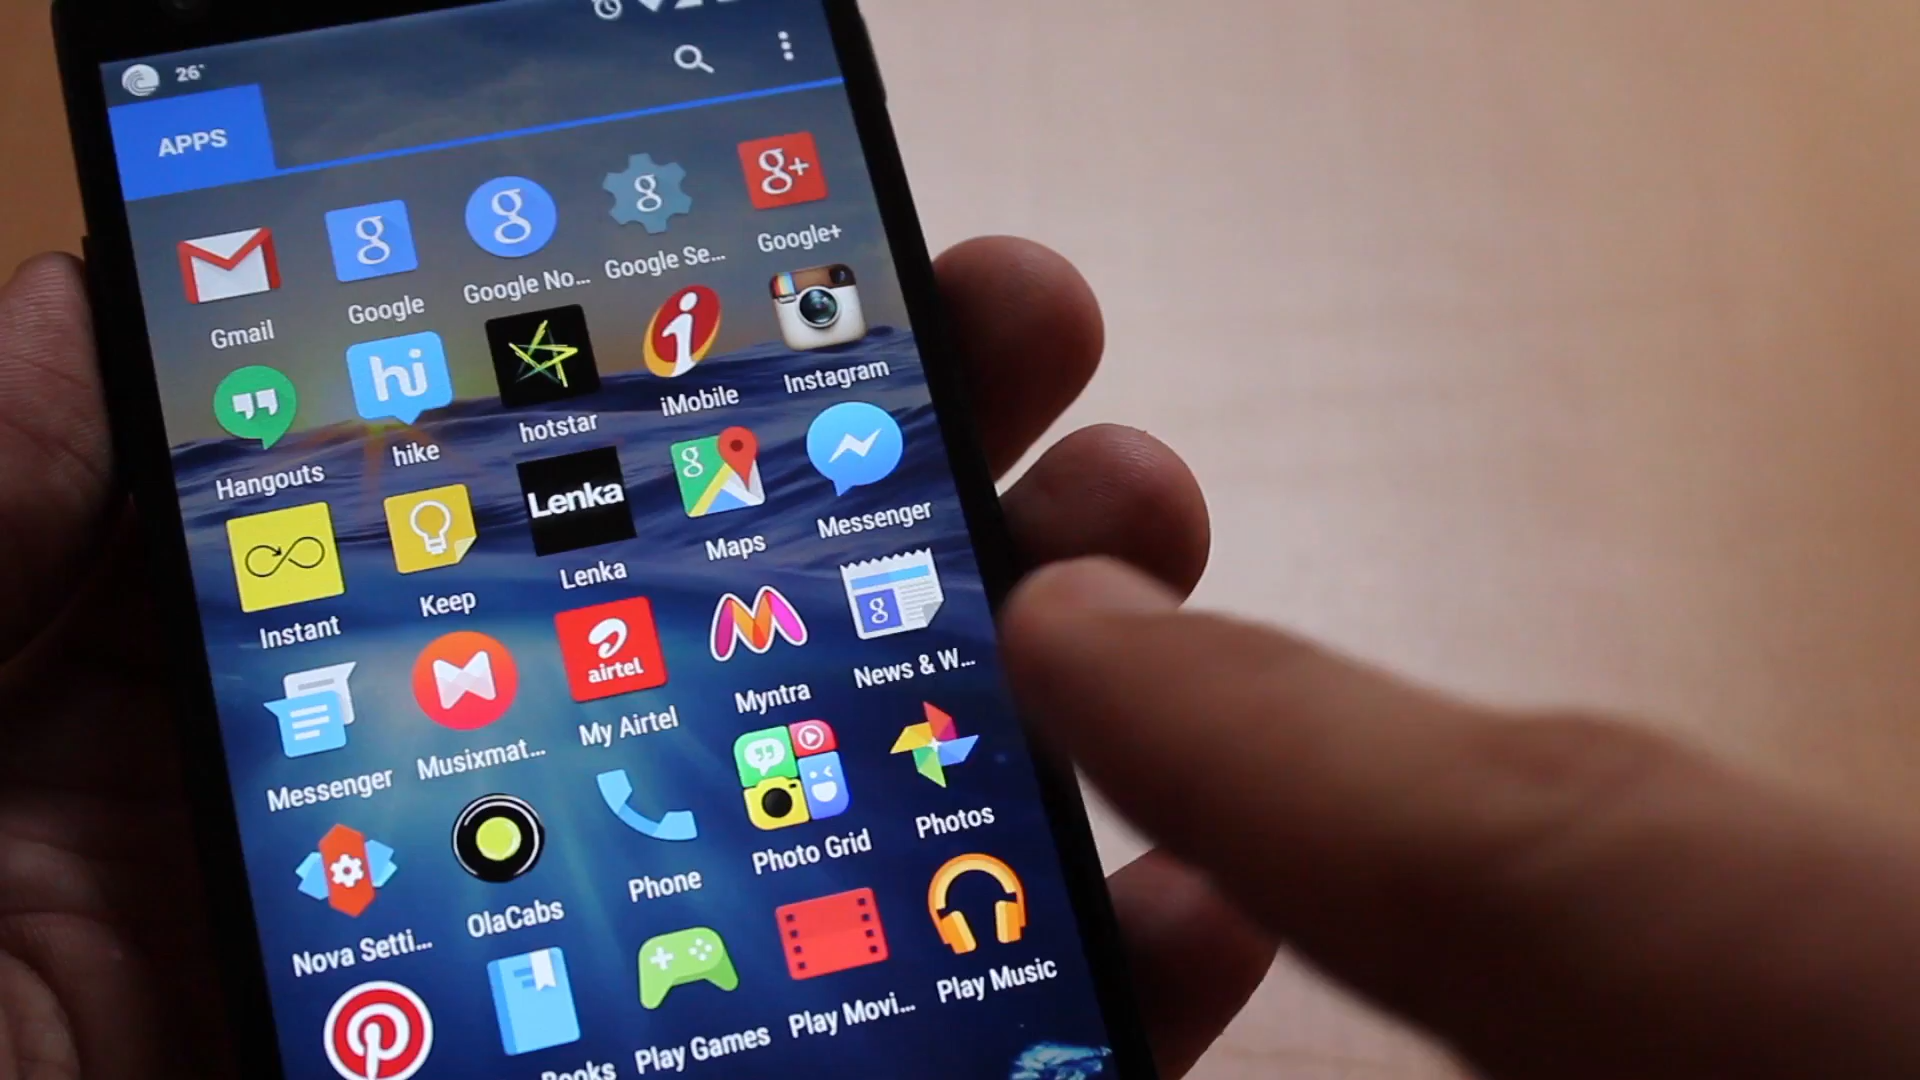 26°
APPS
g
g
g
g+
Gmail
Google
Google No...
Google Se...
Google+
hi
i
Hangouts
hike
hotstar
iMobile
Instagram
Lenka
g
Instant
Keep
Lenka
Maps
Messenger
airtel
g
Messenger
Musixmat...
My Airtel
Myntra
News & W...
Nova Setti...
OlaCabs
Phone
Photo Grid
Photos
Books
Play Games
Play Movi...
Play Music